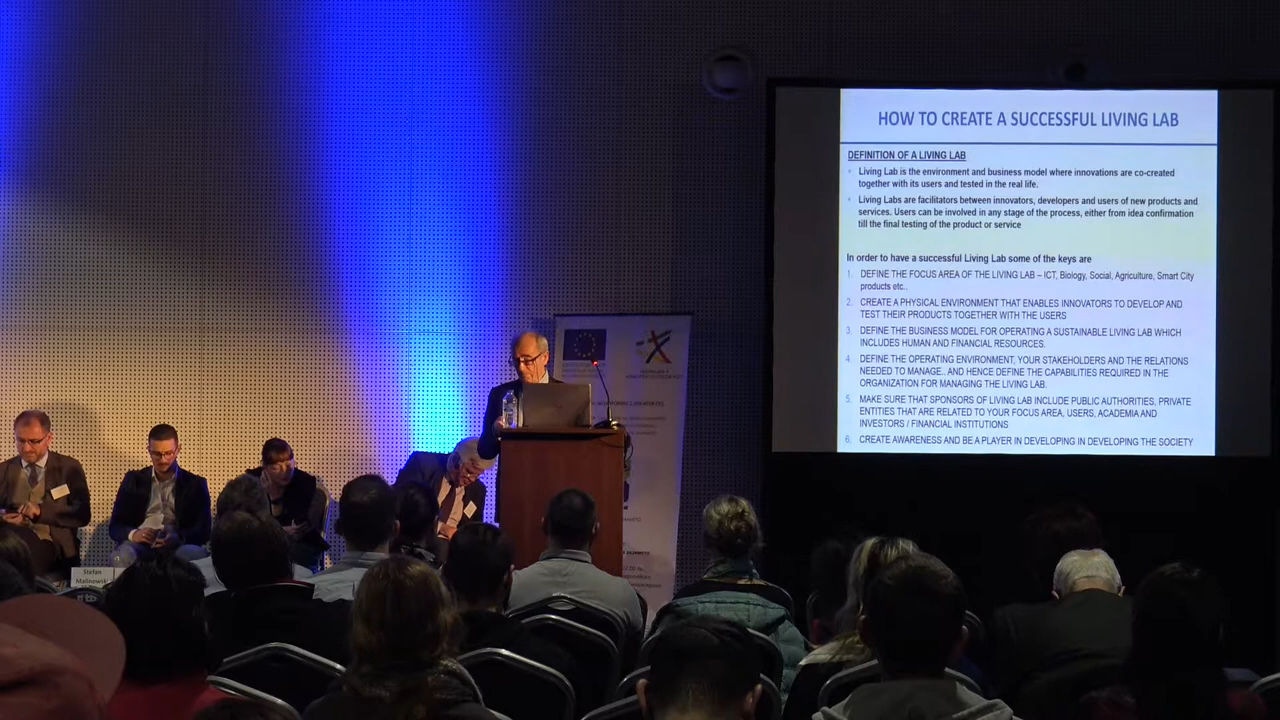 HOW TO CREATE A SUCCESSFUL LIVING LAB
DEFINITION OF A LIVING LAB
Living Lab is the environment and business model where innovations are co-created
together with its users and tested in the real life.
Living Labs are facilitators between innovators, developers and users of new products and
services. Users can be involved in any stage of the process, either from idea confirmation
till the final testing of the product or service
In order to have a successful Living Lab some of the keys are
1. DEFINE THE FOCUS AREA OF THE LIVING LAB – ICT, Biology, Social, Agriculture, Smart City
products etc..
2. CREATE A PHYSICAL ENVIRONMENT THAT ENABLES INNOVATORS TO DEVELOP AND
TEST THEIR PRODUCTS TOGETHER WITH THE USERS
3. DEFINE THE BUSINESS MODEL FOR OPERATING A SUSTAINABLE LIVING LAB WHICH
INCLUDES HUMAN AND FINANCIAL RESOURCES.
4. DEFINE THE OPERATING ENVIRONMENT, YOUR STAKEHOLDERS AND THE RELATIONS
NEEDED TO MANAGE.. AND HENCE DEFINE THE CAPABILITIES REQUIRED IN THE
ORGANIZATION FOR MANAGING THE LIVING LAB.
5. MAKE SURE THAT SPONSORS OF LIVING LAB INCLUDE PUBLIC AUTHORITIES, PRIVATE
ENTITIES THAT ARE RELATED TO YOUR FOCUS AREA, USERS, ACADEMIA AND
INVESTORS / FINANCIAL INSTITUTIONS
6. CREATE AWARENESS AND BE A PLAYER IN DEVELOPING IN DEVELOPING THE SOCIETY
Stefan
Malinowsk